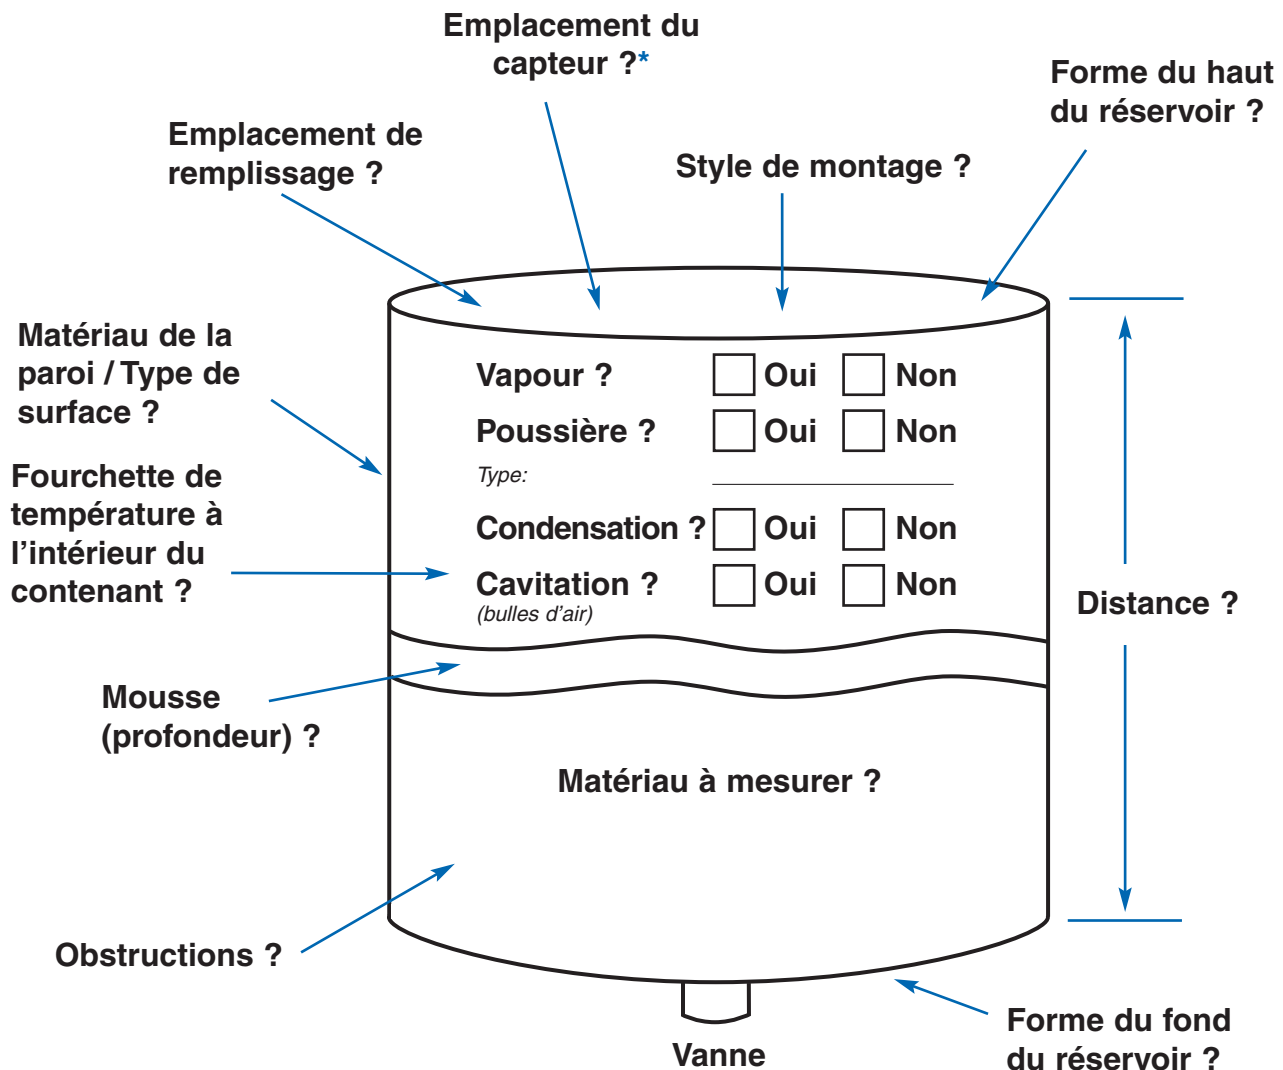 Emplacement du
capteur ?*
Forme du haut
du réservoir ?
Emplacement de
remplissage ?
Style de montage ?
Matériau de la
paroi / Type de
surface ?
Vapour ? Oui Non
Poussière ? Oui Non
Type:
Fourchette de
température à
l'intérieur du
contenant ?
Condensation ? Oui Non
Cavitation ? Oui Non
(bulles d'air)
Distance ?
Mousse
(profondeur) ?
Matériau à mesurer ?
Obstructions ?
Vanne
Forme du fond
du réservoir ?